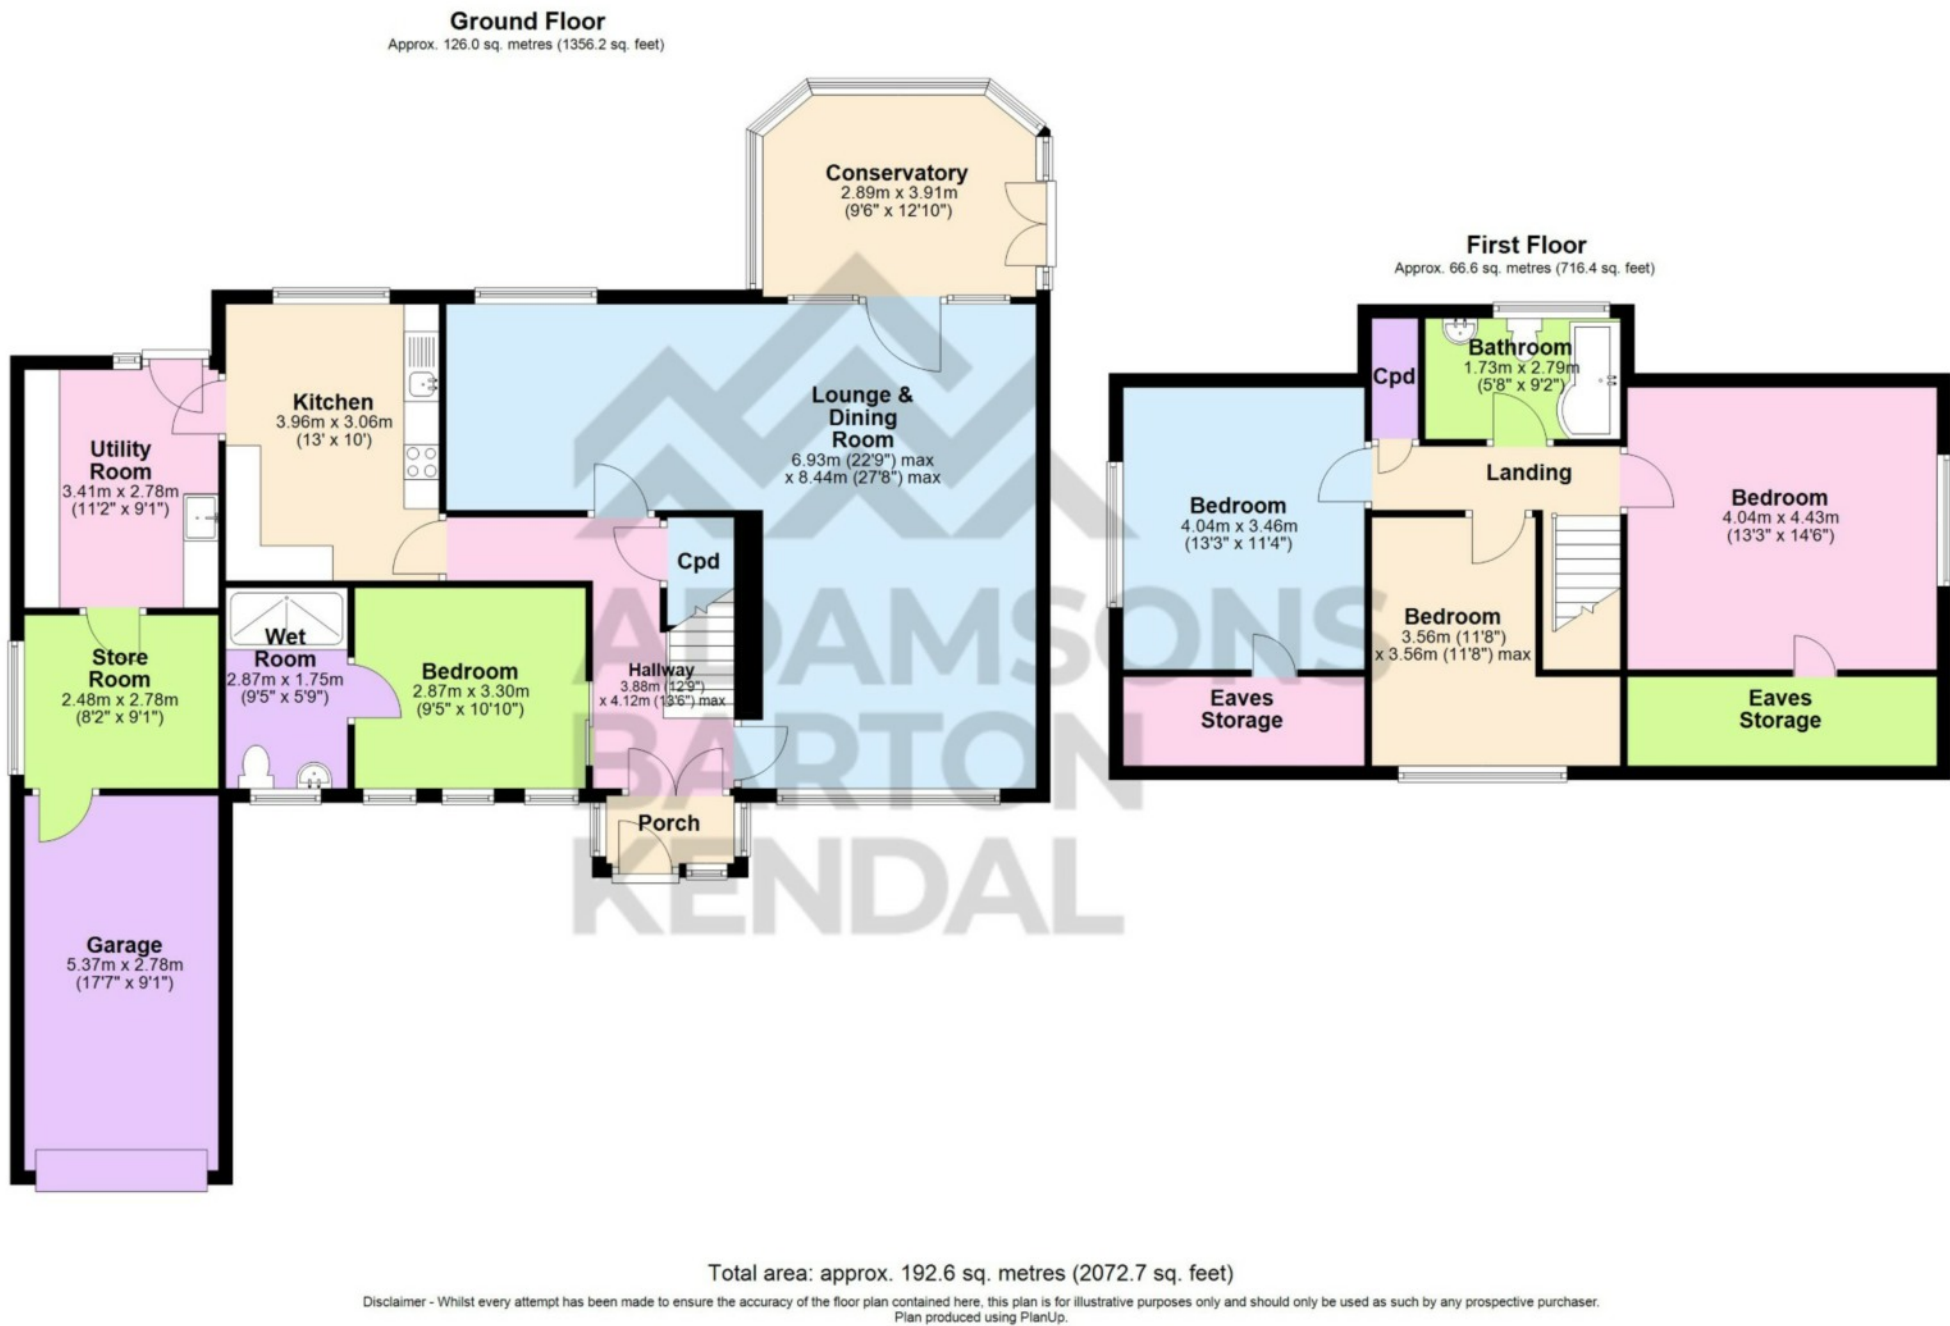 Ground Floor
Approx. 126.0 sq. metres (1356.2 sq. feet)
Conservatory
2.89m x 3.91m
(9'6" x 12'10")
Kitchen
3.96m x 3.06m
(13' x 10')
Lounge &
Dining
Room
6.93m (22'9") max
x 8.44m (27'8") max
Utility
Room
3.41m x 2.78m
(11'2" x 9'1")
Cpd
Store
Room
2.48m x 2.78m
(8'2" x 9'1")
Wet
Room
2.87m x 1.75m
(9'5" x 5'9")
Bedroom
2.87m x 3.30m
(9'5" x 10'10")
Hallway
3.88m (12'9")
x 4.12m (13'6") max
Porch
Garage
5.37m x 2.78m
(17'7" x 9'1")
ADAMSONS
BARTON
KENDAL
First Floor
Approx. 66.6 sq. metres (716.4 sq. feet)
Bathroom
1.73m x 2.79m
(5'8" x 9'2")
Cpd
Landing
Bedroom
4.04m x 3.46m
(13'3" x 11'4")
Bedroom
4.04m x 4.43m
(13'3" x 14'6")
Bedroom
3.56m (11'8")
x 3.56m (11'8") max
Eaves
Storage
Eaves
Storage
Total area: approx. 192.6 sq. metres (2072.7 sq. feet)
Disclaimer - Whilst every attempt has been made to ensure the accuracy of the floor plan contained here, this plan is for illustrative purposes only and should only be used as such by any prospective purchaser.
Plan produced using PlanUp.